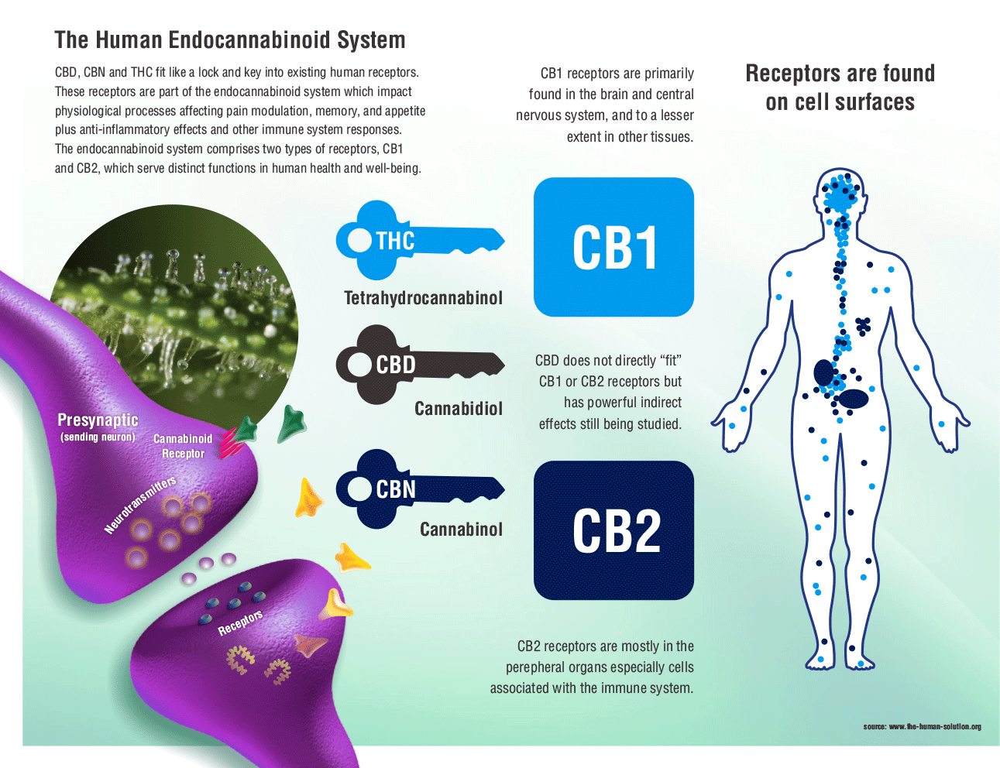 The Human Endocannabinoid System
CBD, CBN and THC fit like a lock and key into existing human receptors.
These receptors are part of the endocannabinoid system which impact
physiological processes affecting pain modulation, memory, and appetite
plus anti-inflammatory effects and other immune system responses.
The endocannabinoid system comprises two types of receptors, CB1
and CB2, which serve distinct functions in human health and well-being.
CB1 receptors are primarily
found in the brain and central
nervous system, and to a lesser
extent in other tissues.
Receptors are found
on cell surfaces
THC
Tetrahydrocannabinol
CB1
CBD
Cannabidiol
CBD does not directly “fit”
CB1 or CB2 receptors but
has powerful indirect
effects still being studied.
CBN
Cannabinol
CB2
CB2 receptors are mostly in the
perepheral organs especially cells
associated with the immune system.
Presynaptic
(sending neuron)
Cannabinoid
Receptor
Neurotransmitters
Receptors
source: www.the-human-solution.org